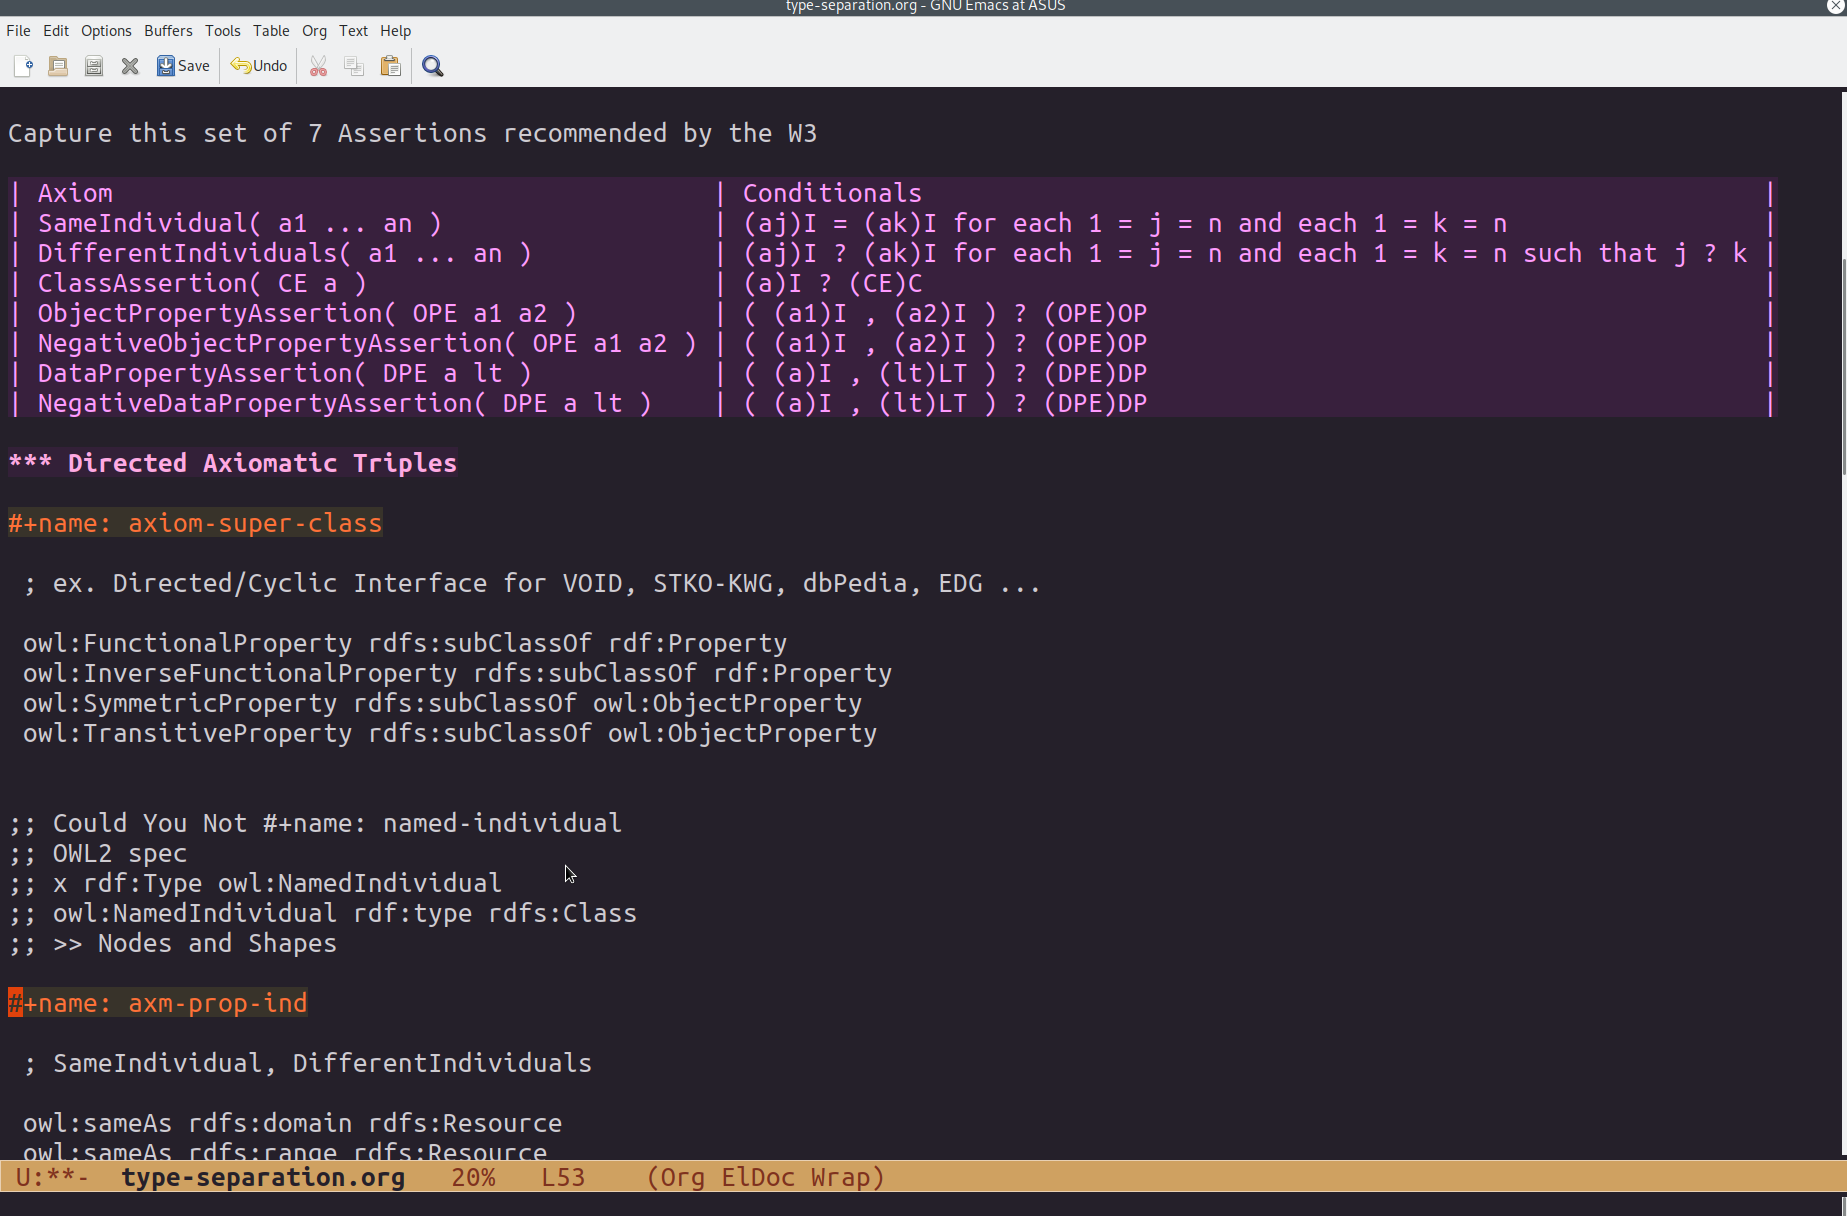 type-separation.org - GNU Emacs at ASUS
File Edit Options Buffers Tools Table Org Text Help
Save Undo
Capture this set of 7 Assertions recommended by the W3
| Axiom | Conditionals |
| SameIndividual( a1 ... an ) | (aj)I = (ak)I for each 1 = j = n and each 1 = k = n |
| DifferentIndividuals( a1 ... an ) | (aj)I ? (ak)I for each 1 = j = n and each 1 = k = n such that j ? k |
| ClassAssertion( CE a ) | (a)I ? (CE)C |
| ObjectPropertyAssertion( OPE a1 a2 ) | ( (a1)I , (a2)I ) ? (OPE)OP |
| NegativeObjectPropertyAssertion( OPE a1 a2 ) | ( (a1)I , (a2)I ) ? (OPE)OP |
| DataPropertyAssertion( DPE a lt ) | ( (a)I , (lt)LT ) ? (DPE)DP |
| NegativeDataPropertyAssertion( DPE a lt ) | ( (a)I , (lt)LT ) ? (DPE)DP |
*** Directed Axiomatic Triples
#+name: axiom-super-class
; ex. Directed/Cyclic Interface for VOID, STKO-KWG, dbPedia, EDG ...
owl:FunctionalProperty rdfs:subClassOf rdf:Property
owl:InverseFunctionalProperty rdfs:subClassOf rdf:Property
owl:SymmetricProperty rdfs:subClassOf owl:ObjectProperty
owl:TransitiveProperty rdfs:subClassOf owl:ObjectProperty
;; Could You Not #+name: named-individual
;; OWL2 spec
;; x rdf:Type owl:NamedIndividual
;; owl:NamedIndividual rdf:type rdfs:Class
;; >> Nodes and Shapes
#+name: axm-prop-ind
; SameIndividual, DifferentIndividuals
owl:sameAs rdfs:domain rdfs:Resource
owl:sameAs rdfs:range rdfs:Resource
U:**- type-separation.org 20% L53 (Org ElDoc Wrap)